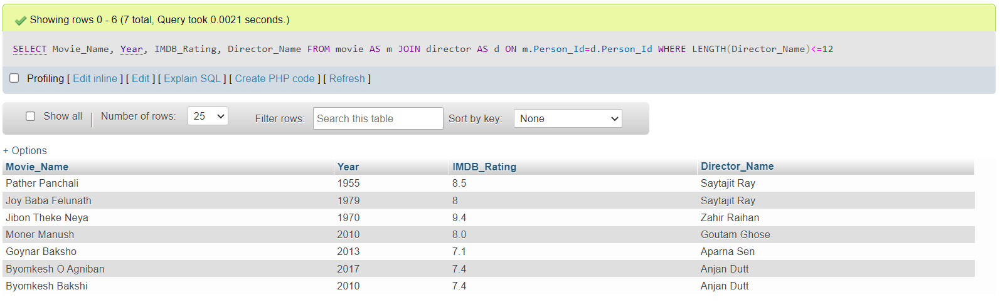 Showing rows 0 - 6 (7 total, Query took 0.0021 seconds.)
SELECT Movie_Name, Year, IMDB_Rating, Director_Name FROM movie AS m JOIN director AS d ON m.Person_Id=d.Person_Id WHERE LENGTH(Director_Name)<=12
Profiling [ Edit inline ] [ Edit ] [ Explain SQL ] [ Create PHP code ] [ Refresh ]
Show all Number of rows: 25 Filter rows: Search this table Sort by key: None
+ Options
Movie_Name Year IMDB_Rating Director_Name
Pather Panchali 1955 8.5 Saytajit Ray
Joy Baba Felunath 1979 8 Saytajit Ray
Jibon Theke Neya 1970 9.4 Zahir Raihan
Moner Manush 2010 8.0 Goutam Ghose
Goynar Baksho 2013 7.1 Aparna Sen
Byomkesh O Agniban 2017 7.4 Anjan Dutt
Byomkesh Bakshi 2010 7.4 Anjan Dutt